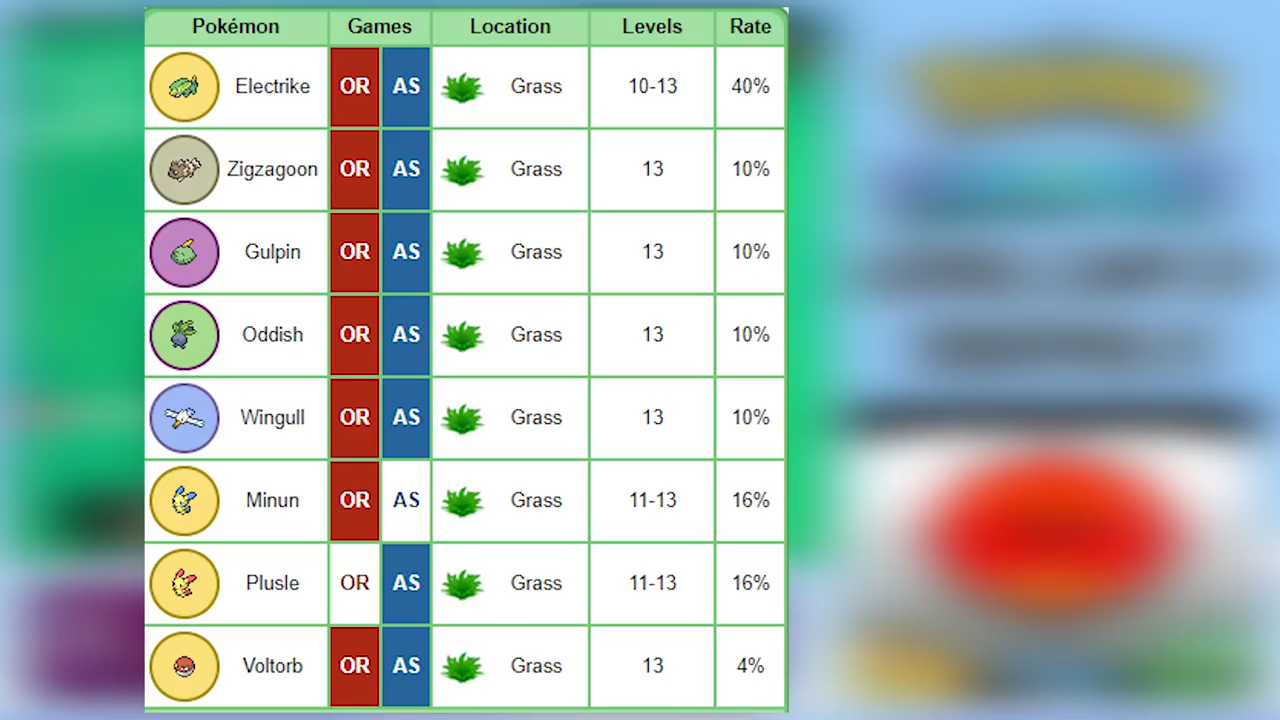 Pokémon Games Location Levels Rate
Electrike OR AS Grass 10-13 40%
Zigzagoon OR AS Grass 13 10%
Gulpin OR AS Grass 13 10%
Oddish OR AS Grass 13 10%
Wingull OR AS Grass 13 10%
Minun OR AS Grass 11-13 16%
Plusle OR AS Grass 11-13 16%
Voltorb OR AS Grass 13 4%